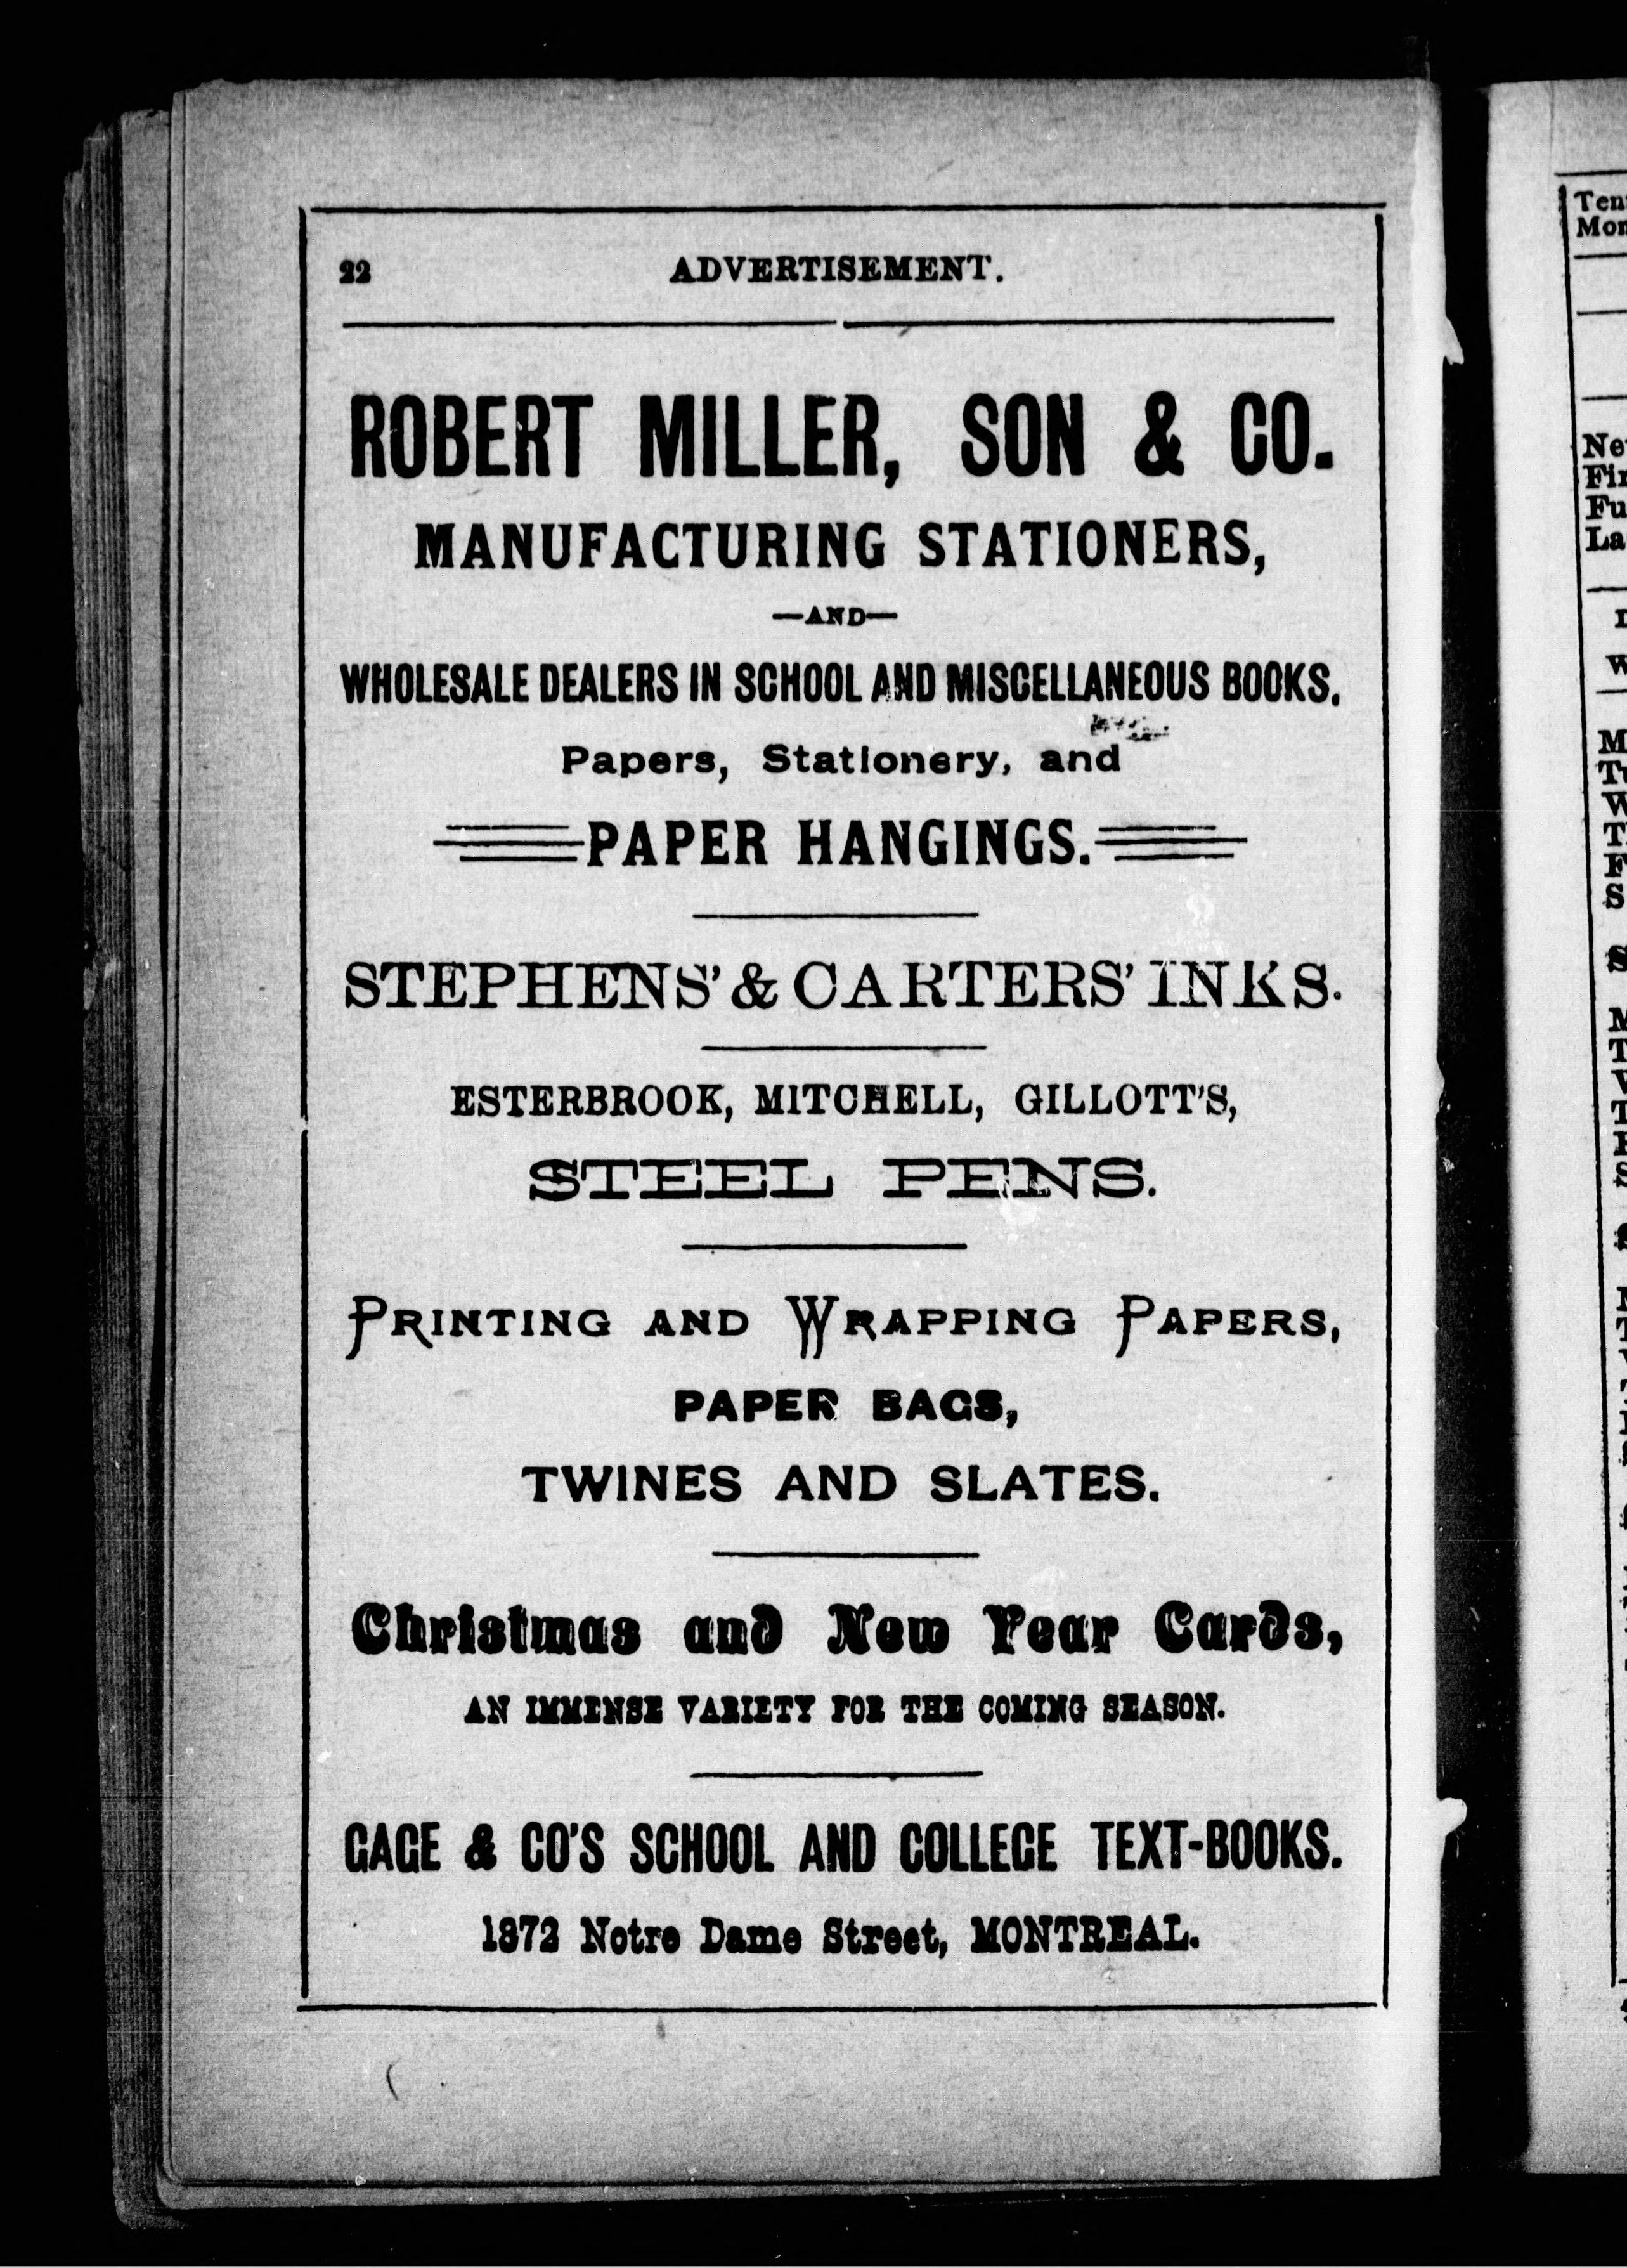 22
ADVERTISEMENT.
ROBERT MILLER, SON & CO.
MANUFACTURING STATIONERS,
—AND—
WHOLESALE DEALERS IN SCHOOL AND MISCELLANEOUS BOOKS,
Papers, Stationery, and
PAPER HANGINGS.
STEPHENS' & CARTERS' INKS.
ESTERBROOK, MITCHELL, GILLOTT'S,
STEEL PENS.
PRINTING AND WRAPPING PAPERS,
PAPER BAGS,
TWINES AND SLATES.
Christmas and New Year Cards,
AN IMMENSE VARIETY FOR THE COMING SEASON.
GAGE & CO'S SCHOOL AND COLLEGE TEXT-BOOKS.
1872 Notre Dame Street, MONTREAL.